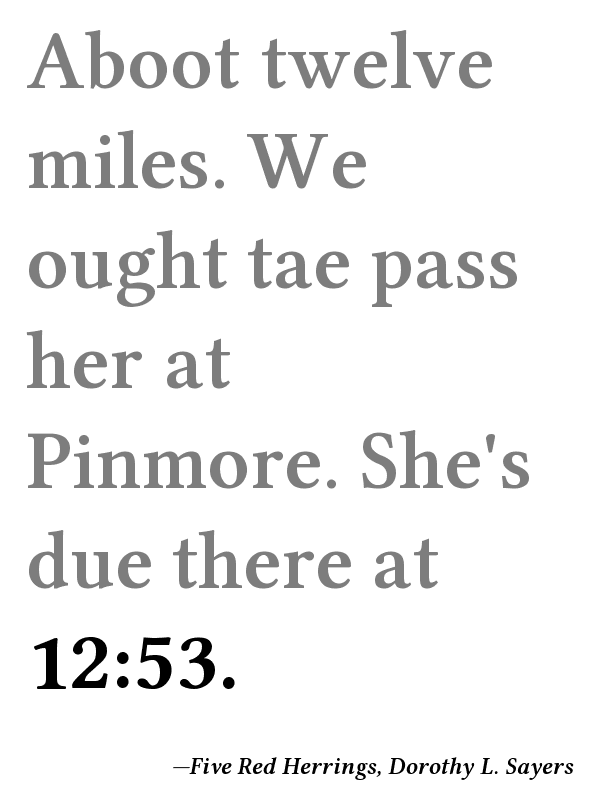 Aboot twelve
miles. We
ought tae pass
her at
Pinmore. She's
due there at
12:53.
—Five Red Herrings, Dorothy L. Sayers